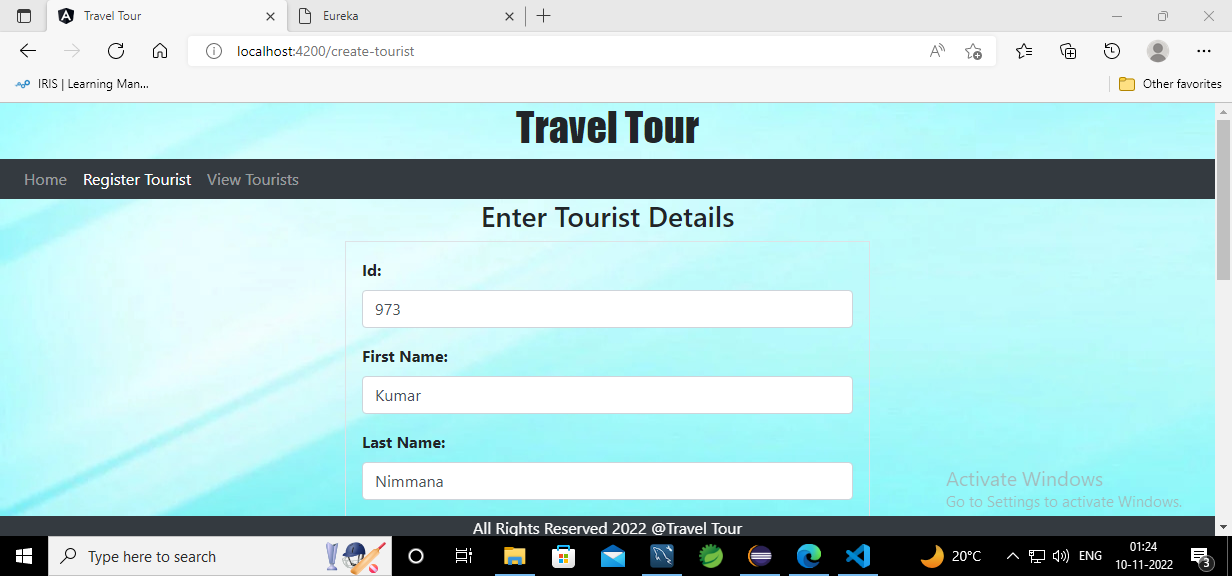 Travel Tour
Eureka
localhost:4200/create-tourist
IRIS | Learning Man...
Other favorites
Travel Tour
Home Register Tourist View Tourists
Enter Tourist Details
Id:
973
First Name:
Kumar
Last Name:
Nimmana
Activate Windows
Go to Settings to activate Windows.
All Rights Reserved 2022 @Travel Tour
Type here to search
20°C
ENG
01:24
10-11-2022
3